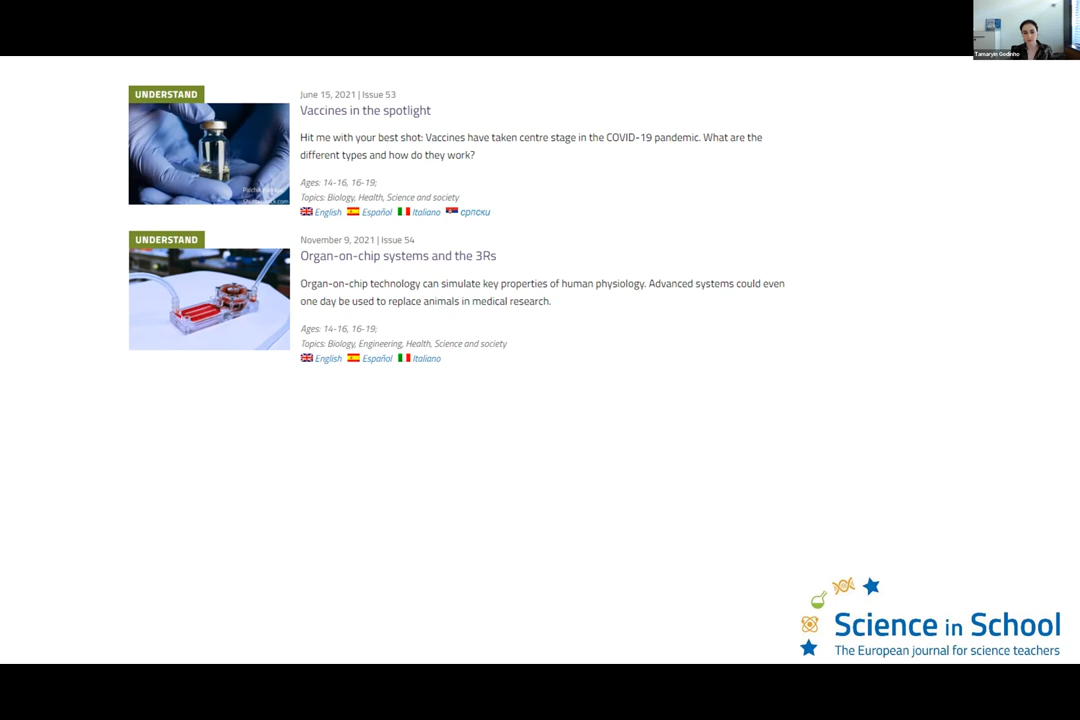 Tamaryin Godinho
UNDERSTAND
June 15, 2021 | Issue 53
Vaccines in the spotlight
Hit me with your best shot: Vaccines have taken centre stage in the COVID-19 pandemic. What are the
different types and how do they work?
Ages: 14-16, 16-19;
Topics: Biology, Health, Science and society
English Español Italiano српски
UNDERSTAND
November 9, 2021 | Issue 54
Organ-on-chip systems and the 3Rs
Organ-on-chip technology can simulate key properties of human physiology. Advanced systems could even
one day be used to replace animals in medical research.
Ages: 14-16, 16-19;
Topics: Biology, Engineering, Health, Science and society
English Español Italiano
Science in School
The European journal for science teachers